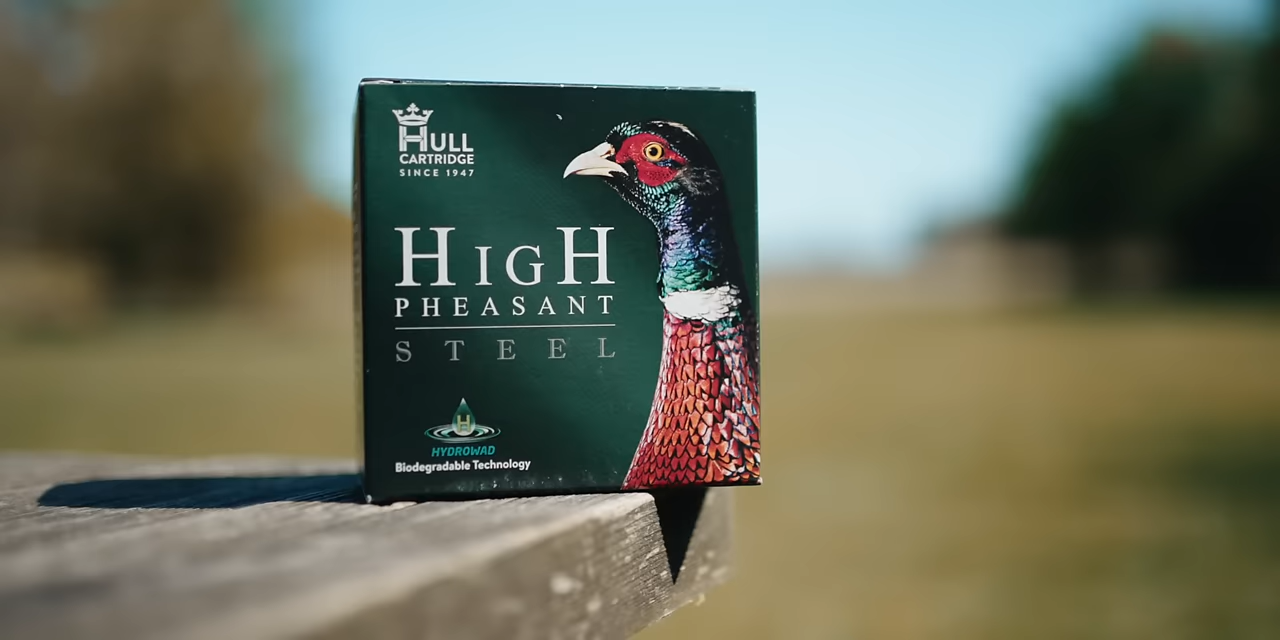 HULL
CARTRIDGE
SINCE 1947
HIGH
PHEASANT
STEEL
H
HYDROWAD
Biodegradable Technology